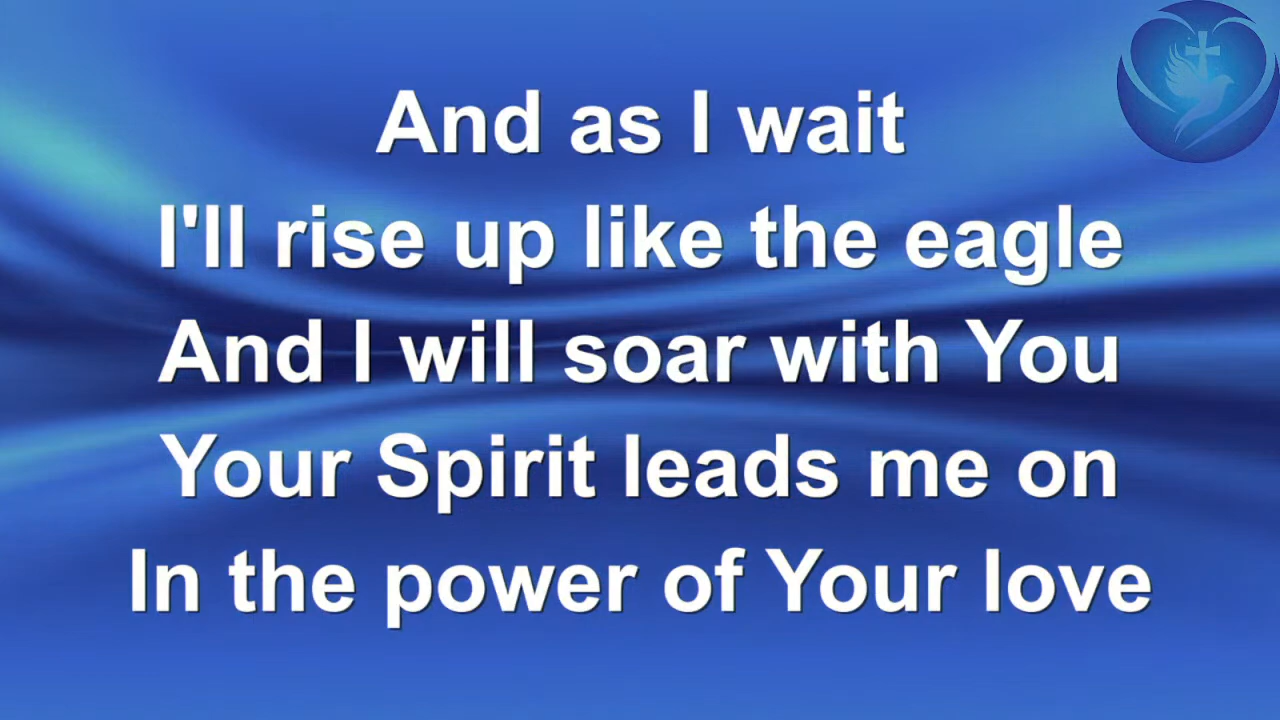 And as I wait
I'll rise up like the eagle
And I will soar with You
Your Spirit leads me on
In the power of Your love